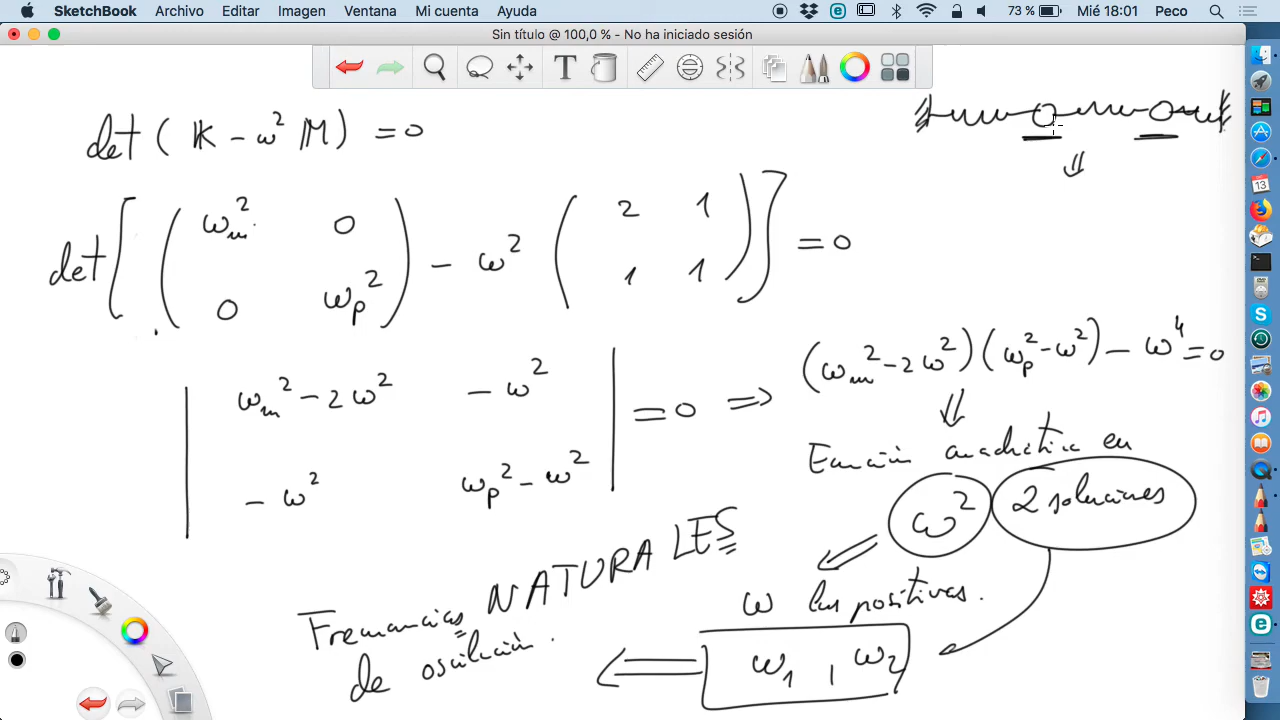 SketchBook Archivo Editar Imagen Ventana Mi cuenta Ayuda 73 % Mié 18:01 Peco
Sin título @ 100,0 % - No ha iniciado sesión
T
det ( K - ω² M ) = 0
det [ ( ωm² 0 0 ωp² ) - ω² ( 2 1 1 1 ) ] = 0
| ωm² - 2ω² -ω² -ω² ωp² - ω² | = 0 ⇒ (ωm² - 2ω²)(ωp² - ω²) - ω⁴ = 0
⇓
Ecuación cuadrática en
ω² 2 soluciones
ω las positivas.
ω1 , ω2
Frecuencias NATURALES
de oscilación.
13
S